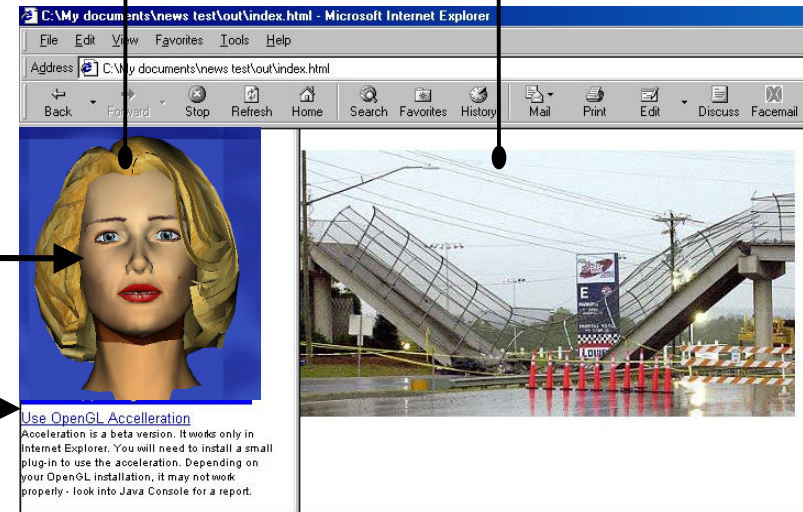 C:\My documents\news test\out\index.html - Microsoft Internet Explorer
File Edit View Favorites Tools Help
Address C:\My documents\news test\out\index.html
Back Forward Stop Refresh Home Search Favorites History Mail Print Edit Discuss Facemail
E
Use OpenGL Accelleration
Acceleration is a beta version. It works only in
Internet Explorer. You will need to install a small
plug-in to use the acceleration. Depending on
your OpenGL installation, it may not work
properly - look into Java Console for a report.